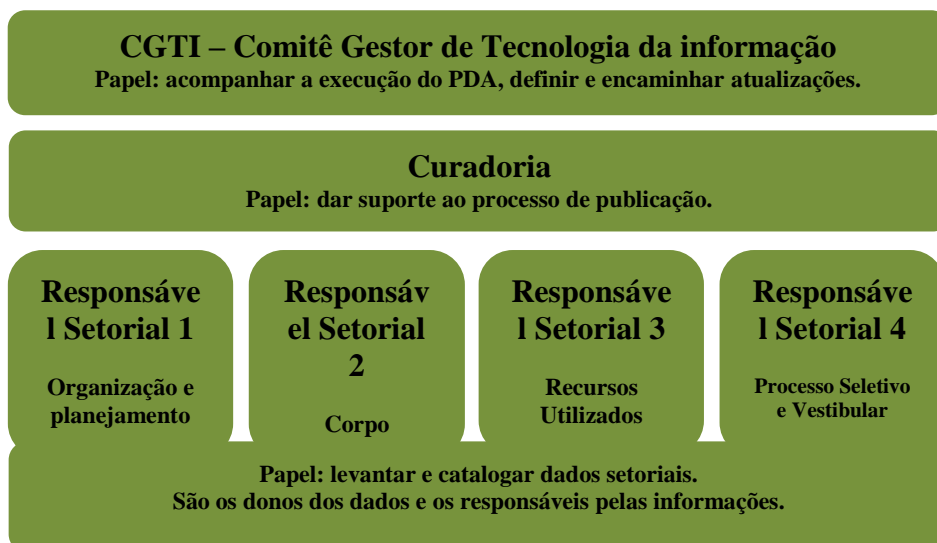 CGTI – Comitê Gestor de Tecnologia da informação
Papel: acompanhar a execução do PDA, definir e encaminhar atualizações.
Curadoria
Papel: dar suporte ao processo de publicação.
Responsáve
l Setorial 1
Organização e
planejamento
Responsáv
el Setorial
2
Corpo
Responsáve
l Setorial 3
Recursos
Utilizados
Responsáve
l Setorial 4
Processo Seletivo
e Vestibular
Papel: levantar e catalogar dados setoriais.
São os donos dos dados e os responsáveis pelas informações.